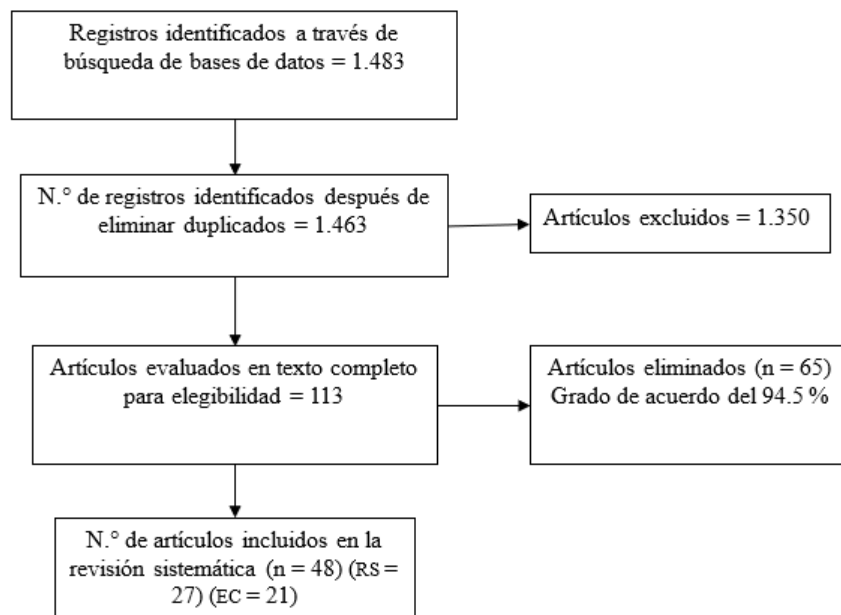 Registros identificados a través de
búsqueda de bases de datos = 1.483
N.° de registros identificados después de
eliminar duplicados = 1.463
Artículos excluidos = 1.350
Artículos evaluados en texto completo
para elegibilidad = 113
Artículos eliminados (n = 65)
Grado de acuerdo del 94.5 %
N.° de artículos incluidos en la
revisión sistemática (n = 48) (RS =
27) (EC = 21)